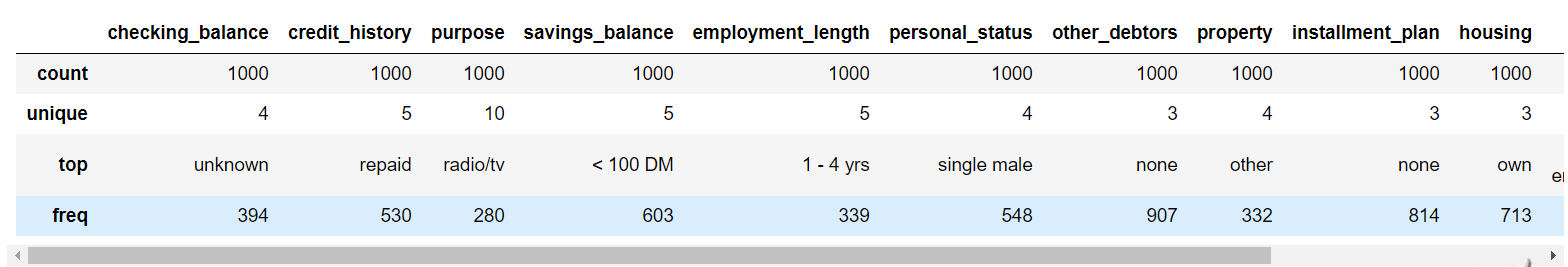 checking_balance credit_history purpose savings_balance employment_length personal_status other_debtors property installment_plan housing
count 1000 1000 1000 1000 1000 1000 1000 1000 1000 1000
unique 4 5 10 5 5 4 3 4 3 3
top unknown repaid radio/tv < 100 DM 1 - 4 yrs single male none other none own
freq 394 530 280 603 339 548 907 332 814 713